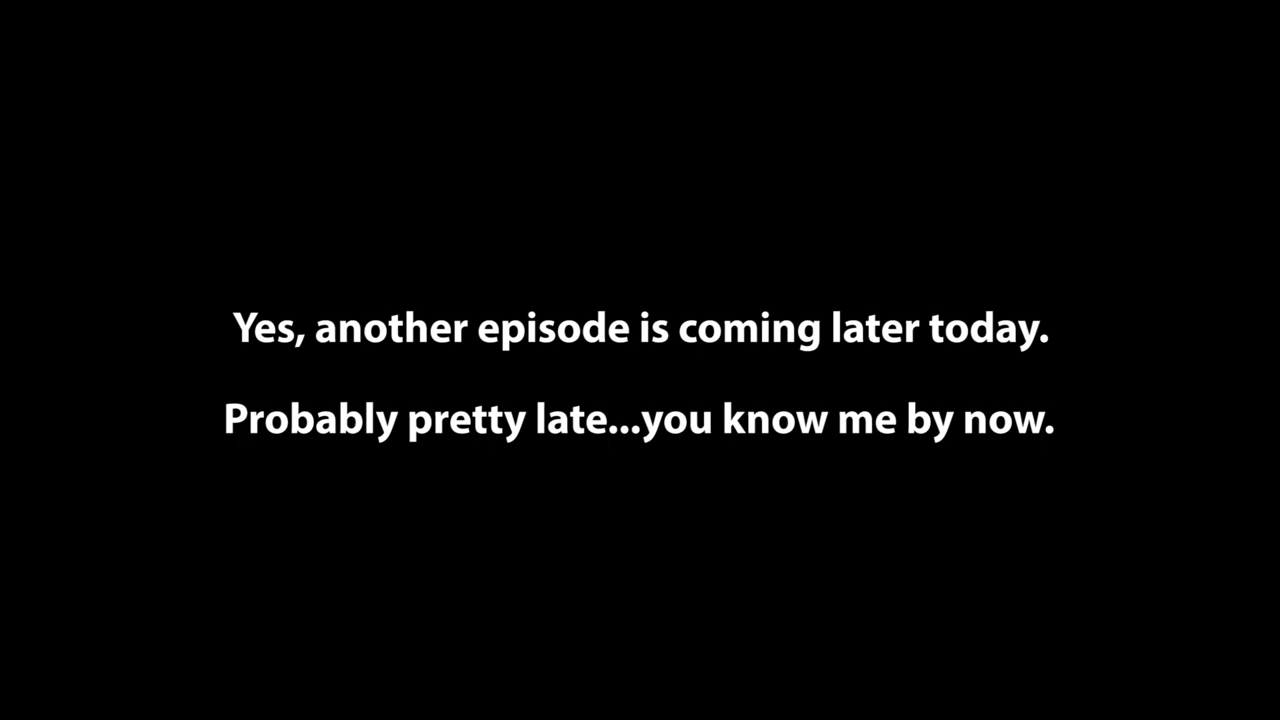 Yes, another episode is coming later today.
Probably pretty late...you know me by now.